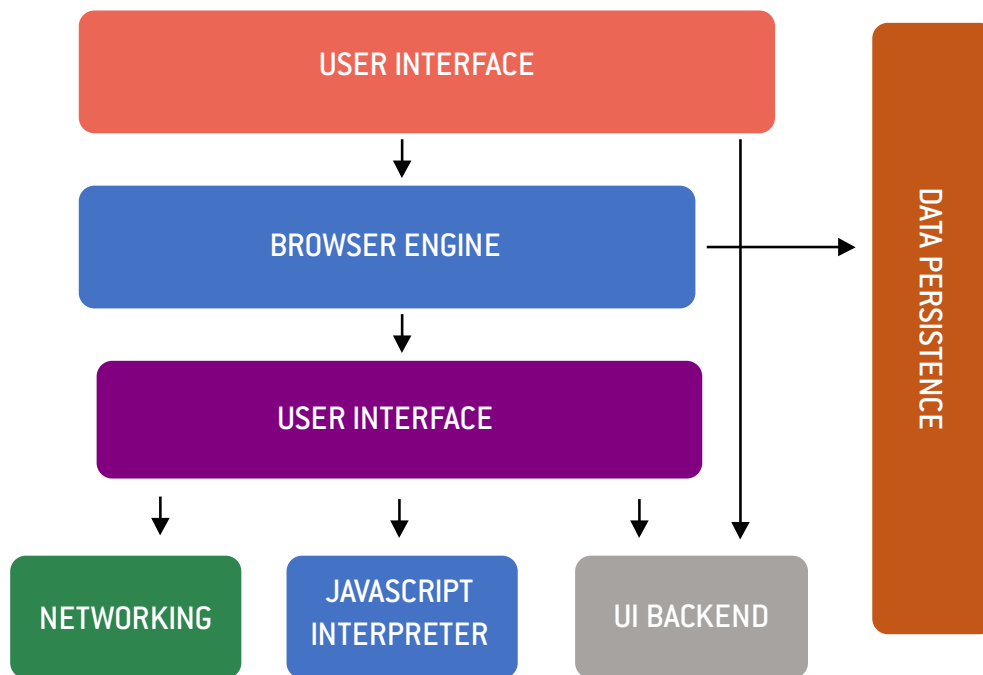 USER INTERFACE
BROWSER ENGINE
DATA PERSISTENCE
USER INTERFACE
NETWORKING
JAVASCRIPT
INTERPRETER
UI BACKEND